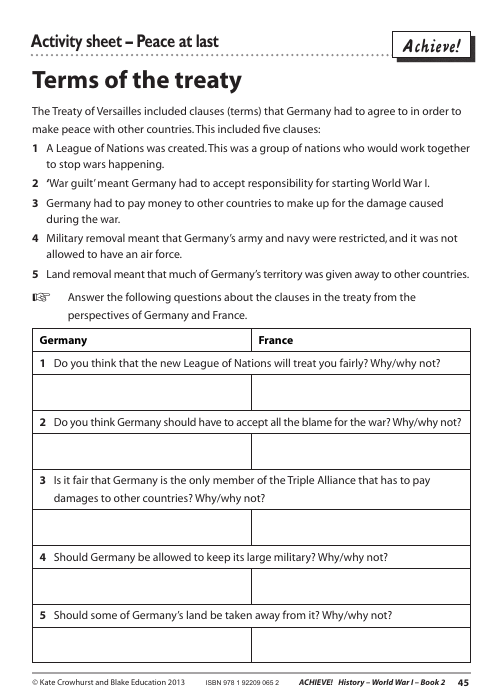 Activity sheet – Peace at last
Achieve!
Terms of the treaty
The Treaty of Versailles included clauses (terms) that Germany had to agree to in order to
make peace with other countries. This included five clauses:
1 A League of Nations was created. This was a group of nations who would work together
to stop wars happening.
2 ‘War guilt’ meant Germany had to accept responsibility for starting World War I.
3 Germany had to pay money to other countries to make up for the damage caused
during the war.
4 Military removal meant that Germany’s army and navy were restricted, and it was not
allowed to have an air force.
5 Land removal meant that much of Germany’s territory was given away to other countries.
Answer the following questions about the clauses in the treaty from the
perspectives of Germany and France.
Germany France
1 Do you think that the new League of Nations will treat you fairly? Why/why not?
2 Do you think Germany should have to accept all the blame for the war? Why/why not?
3 Is it fair that Germany is the only member of the Triple Alliance that has to pay
damages to other countries? Why/why not?
4 Should Germany be allowed to keep its large military? Why/why not?
5 Should some of Germany’s land be taken away from it? Why/why not?
© Kate Crowhurst and Blake Education 2013 ISBN 978 1 92209 065 2 ACHIEVE! History – World War I – Book 2 45